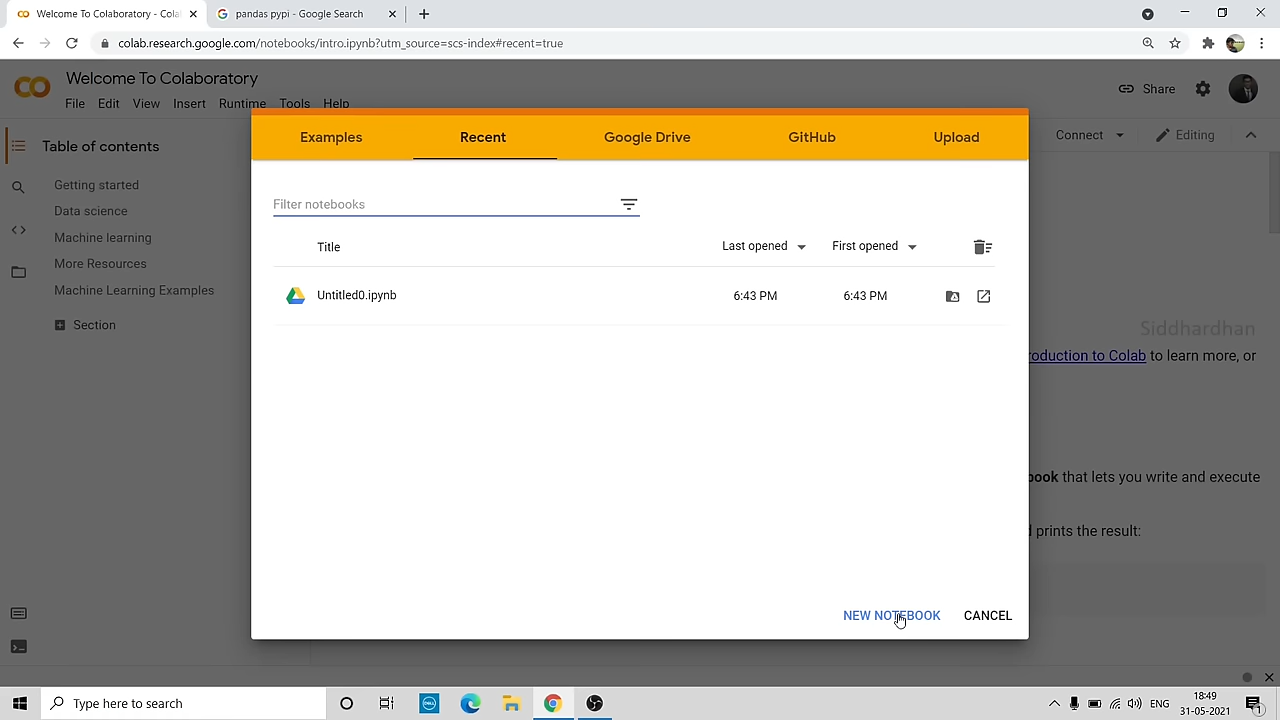 Welcome To Colaboratory - Colal
pandas pypi - Google Search
colab.research.google.com/notebooks/intro.ipynb?utm_source=scs-index#recent=true
Welcome To Colaboratory
File Edit View Insert Runtime Tools Help
Share
Connect
Editing
Table of contents
Getting started
Data science
Machine learning
More Resources
Machine Learning Examples
Section
Examples
Recent
Google Drive
GitHub
Upload
Filter notebooks
Title
Last opened
First opened
Untitled0.ipynb
6:43 PM
6:43 PM
Siddhardhan
roduction to Colab to learn more, or
book that lets you write and execute
d prints the result:
NEW NOTEBOOK
CANCEL
Type here to search
DELL
ENG
18:49
31-05-2021
1